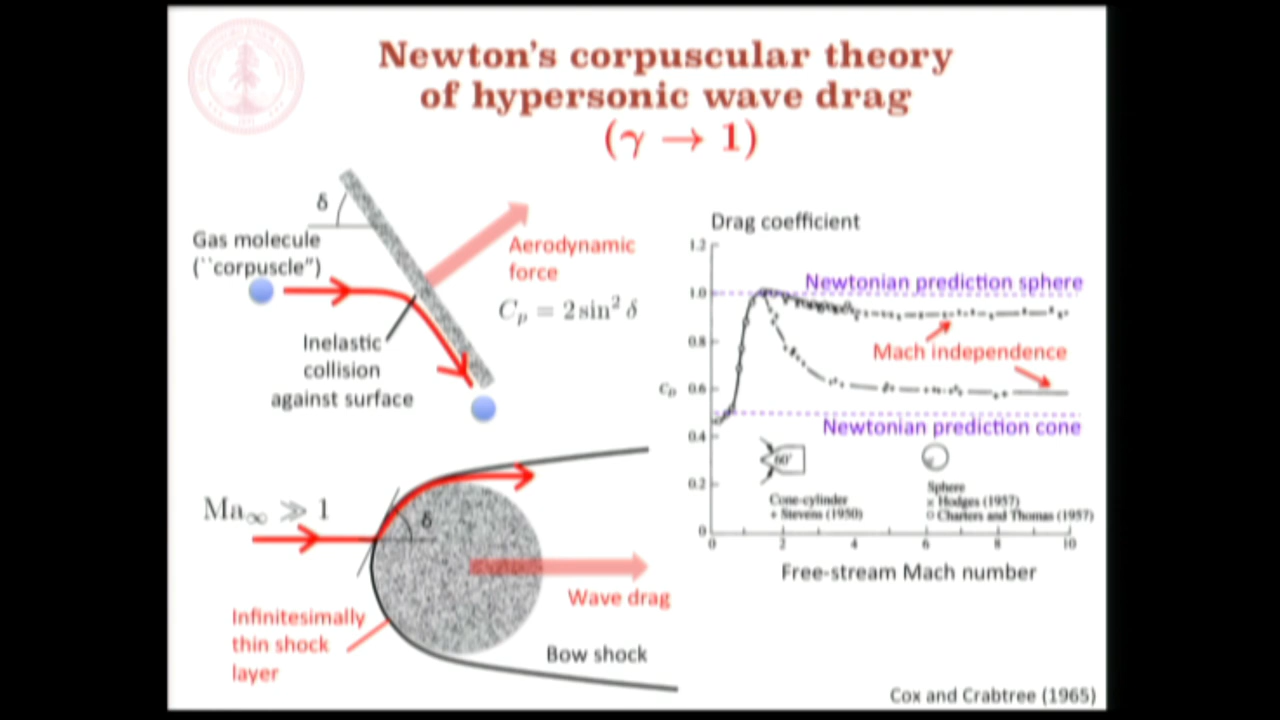 Newton's corpuscular theory
of hypersonic wave drag
(γ → 1)
δ
Gas molecule
(``corpuscle")
Aerodynamic
force
C_p = 2 sin² δ
Inelastic
collision
against surface
Ma_∞ ≫ 1
δ
Wave drag
Infinitesimally
thin shock
layer
Bow shock
Drag coefficient
1.2
1.0
0.8
0.6
0.4
0.2
0
C_D
Newtonian prediction sphere
Mach independence
Newtonian prediction cone
60°
Cone-cylinder
+ Stevens (1950)
Sphere
× Hodges (1957)
○ Charters and Thomas (1957)
0 2 4 6 8 10
Free-stream Mach number
Cox and Crabtree (1965)